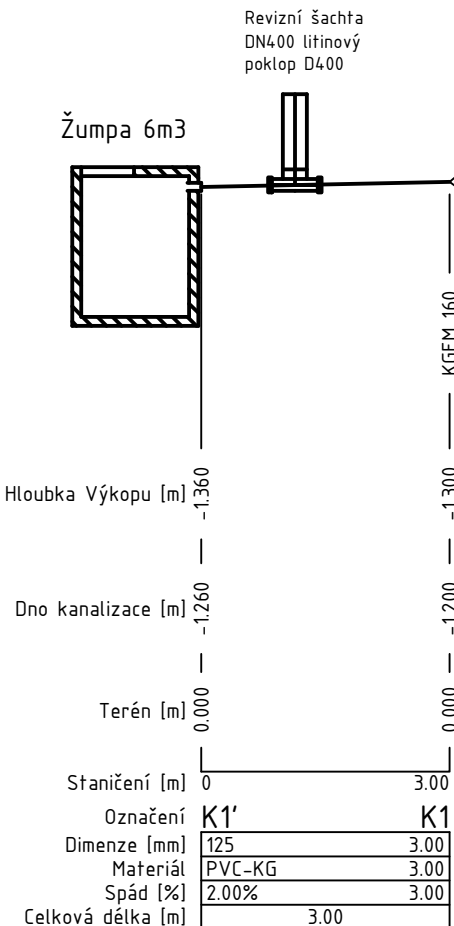 Revizní šachta
DN400 litinový
poklop D400
Žumpa 6m3
KGEM 160
Hloubka Výkopu [m] -1.360 -1.300
Dno kanalizace [m] -1.260 -1.200
Terén [m] 0.000 0.000
Staničení [m] 0 3.00
Označení K1' K1
Dimenze [mm] 125 3.00
Materiál PVC-KG 3.00
Spád [%] 2.00% 3.00
Celková délka [m] 3.00